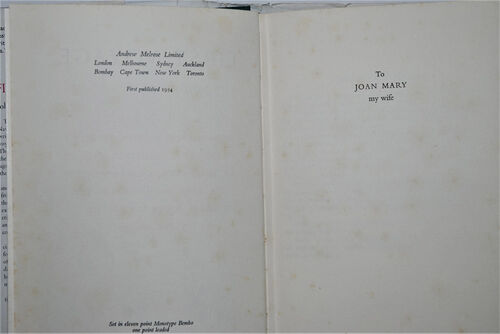 Andrew Melrose Limited
London Melbourne Sydney Auckland
Bombay Cape Town New York Toronto
First published 1954
Set in eleven point Monotype Bembo
one point leaded
To
JOAN MARY
my wife